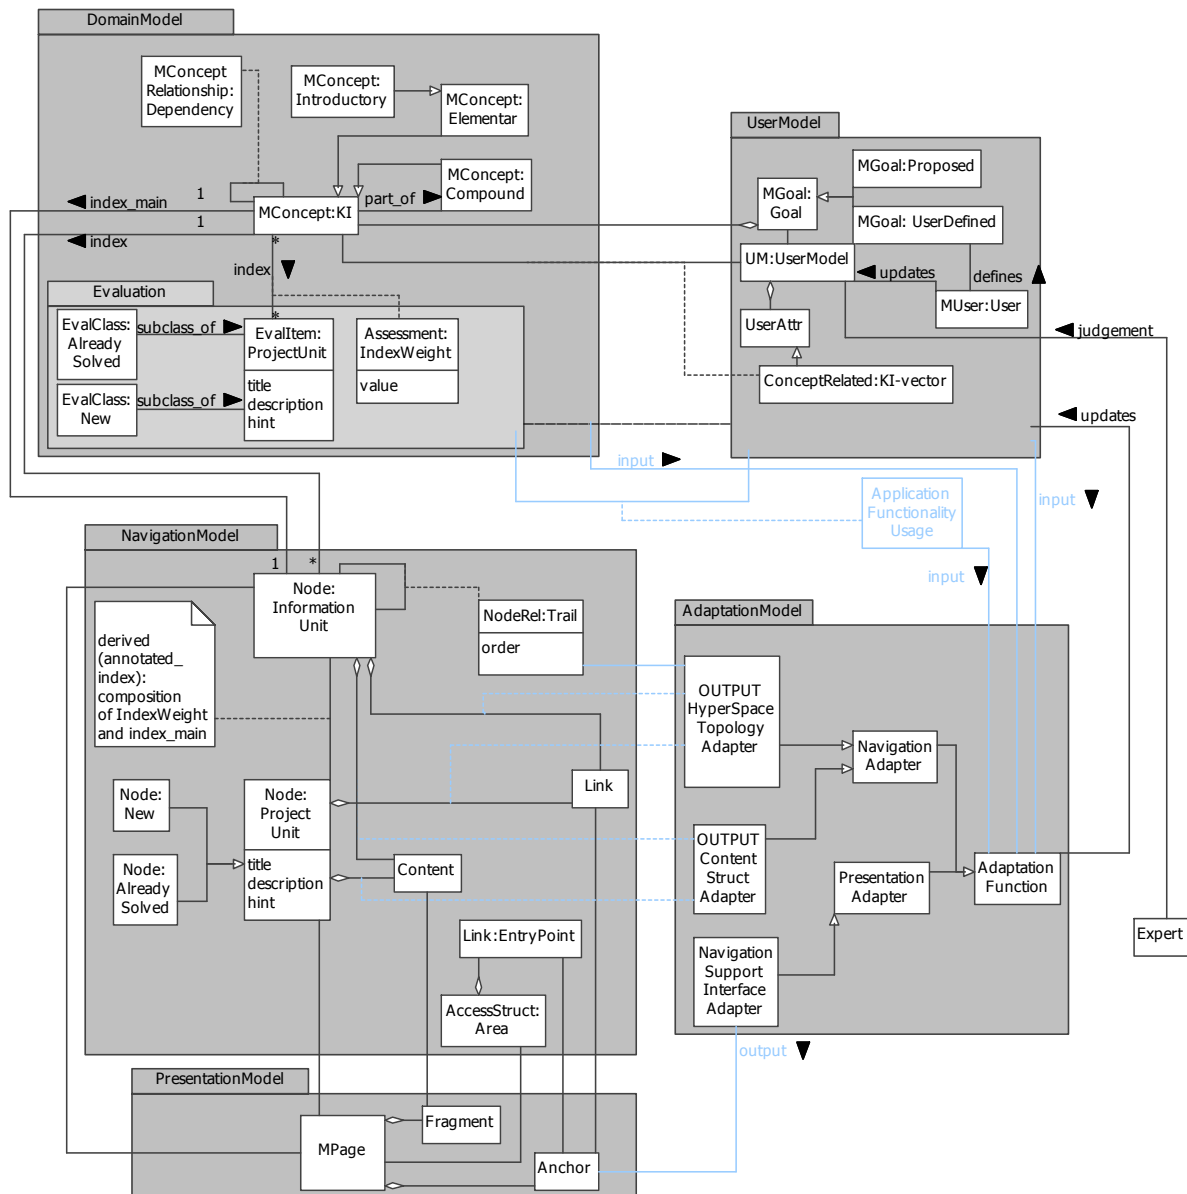 DomainModel
MConcept
Relationship:
Dependency
MConcept:
Introductory
MConcept:
Elementar
MConcept:
Compound
part_of
index_main
1
MConcept:KI
index
1
*
index
Evaluation
*
EvalClass:
Already
Solved
subclass_of
EvalItem:
ProjectUnit
title
description
hint
Assessment:
IndexWeight
value
EvalClass:
New
subclass_of
UserModel
MGoal:Proposed
MGoal:
Goal
MGoal: UserDefined
UM:UserModel
updates
defines
MUser:User
UserAttr
judgement
ConceptRelated:KI-vector
updates
input
Application
Functionality
Usage
input
input
NavigationModel
1
*
Node:
Information
Unit
NodeRel:Trail
order
derived
(annotated_
index):
composition
of IndexWeight
and index_main
Node:
New
Node:
Project
Unit
title
description
hint
Link
Node:
Already
Solved
Content
Link:EntryPoint
AccessStruct:
Area
AdaptationModel
OUTPUT
HyperSpace
Topology
Adapter
Navigation
Adapter
OUTPUT
Content
Struct
Adapter
Presentation
Adapter
Adaptation
Function
Navigation
Support
Interface
Adapter
Expert
output
PresentationModel
MPage
Fragment
Anchor